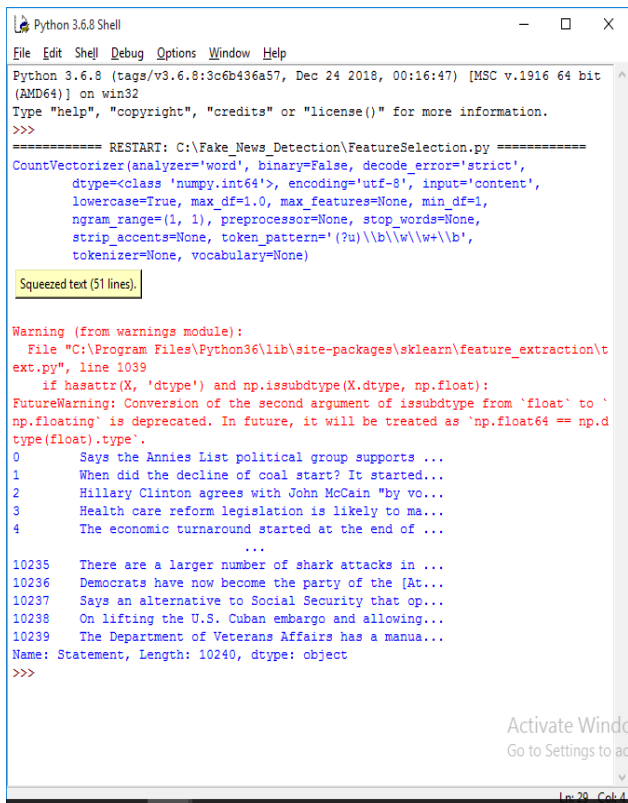 Python 3.6.8 Shell
File Edit Shell Debug Options Window Help
Python 3.6.8 (tags/v3.6.8:3c6b436a57, Dec 24 2018, 00:16:47) [MSC v.1916 64 bit
(AMD64)] on win32
Type "help", "copyright", "credits" or "license()" for more information.
>>>
============ RESTART: C:\Fake_News_Detection\FeatureSelection.py ============
CountVectorizer(analyzer='word', binary=False, decode_error='strict',
        dtype=<class 'numpy.int64'>, encoding='utf-8', input='content',
        lowercase=True, max_df=1.0, max_features=None, min_df=1,
        ngram_range=(1, 1), preprocessor=None, stop_words=None,
        strip_accents=None, token_pattern='(?u)\\b\\w\\w+\\b',
        tokenizer=None, vocabulary=None)
Squeezed text (51 lines).
Warning (from warnings module):
  File "C:\Program Files\Python36\lib\site-packages\sklearn\feature_extraction\t
ext.py", line 1039
    if hasattr(X, 'dtype') and np.issubdtype(X.dtype, np.float):
FutureWarning: Conversion of the second argument of issubdtype from `float` to `
np.floating` is deprecated. In future, it will be treated as `np.float64 == np.d
type(float).type`.
0        Says the Annies List political group supports ...
1        When did the decline of coal start? It started...
2        Hillary Clinton agrees with John McCain "by vo...
3        Health care reform legislation is likely to ma...
4        The economic turnaround started at the end of ...
                               ...
10235    There are a larger number of shark attacks in ...
10236    Democrats have now become the party of the [At...
10237    Says an alternative to Social Security that op...
10238    On lifting the U.S. Cuban embargo and allowing...
10239    The Department of Veterans Affairs has a manua...
Name: Statement, Length: 10240, dtype: object
>>>
Activate Windo
Go to Settings to ac
Ln: 29 Col: 4